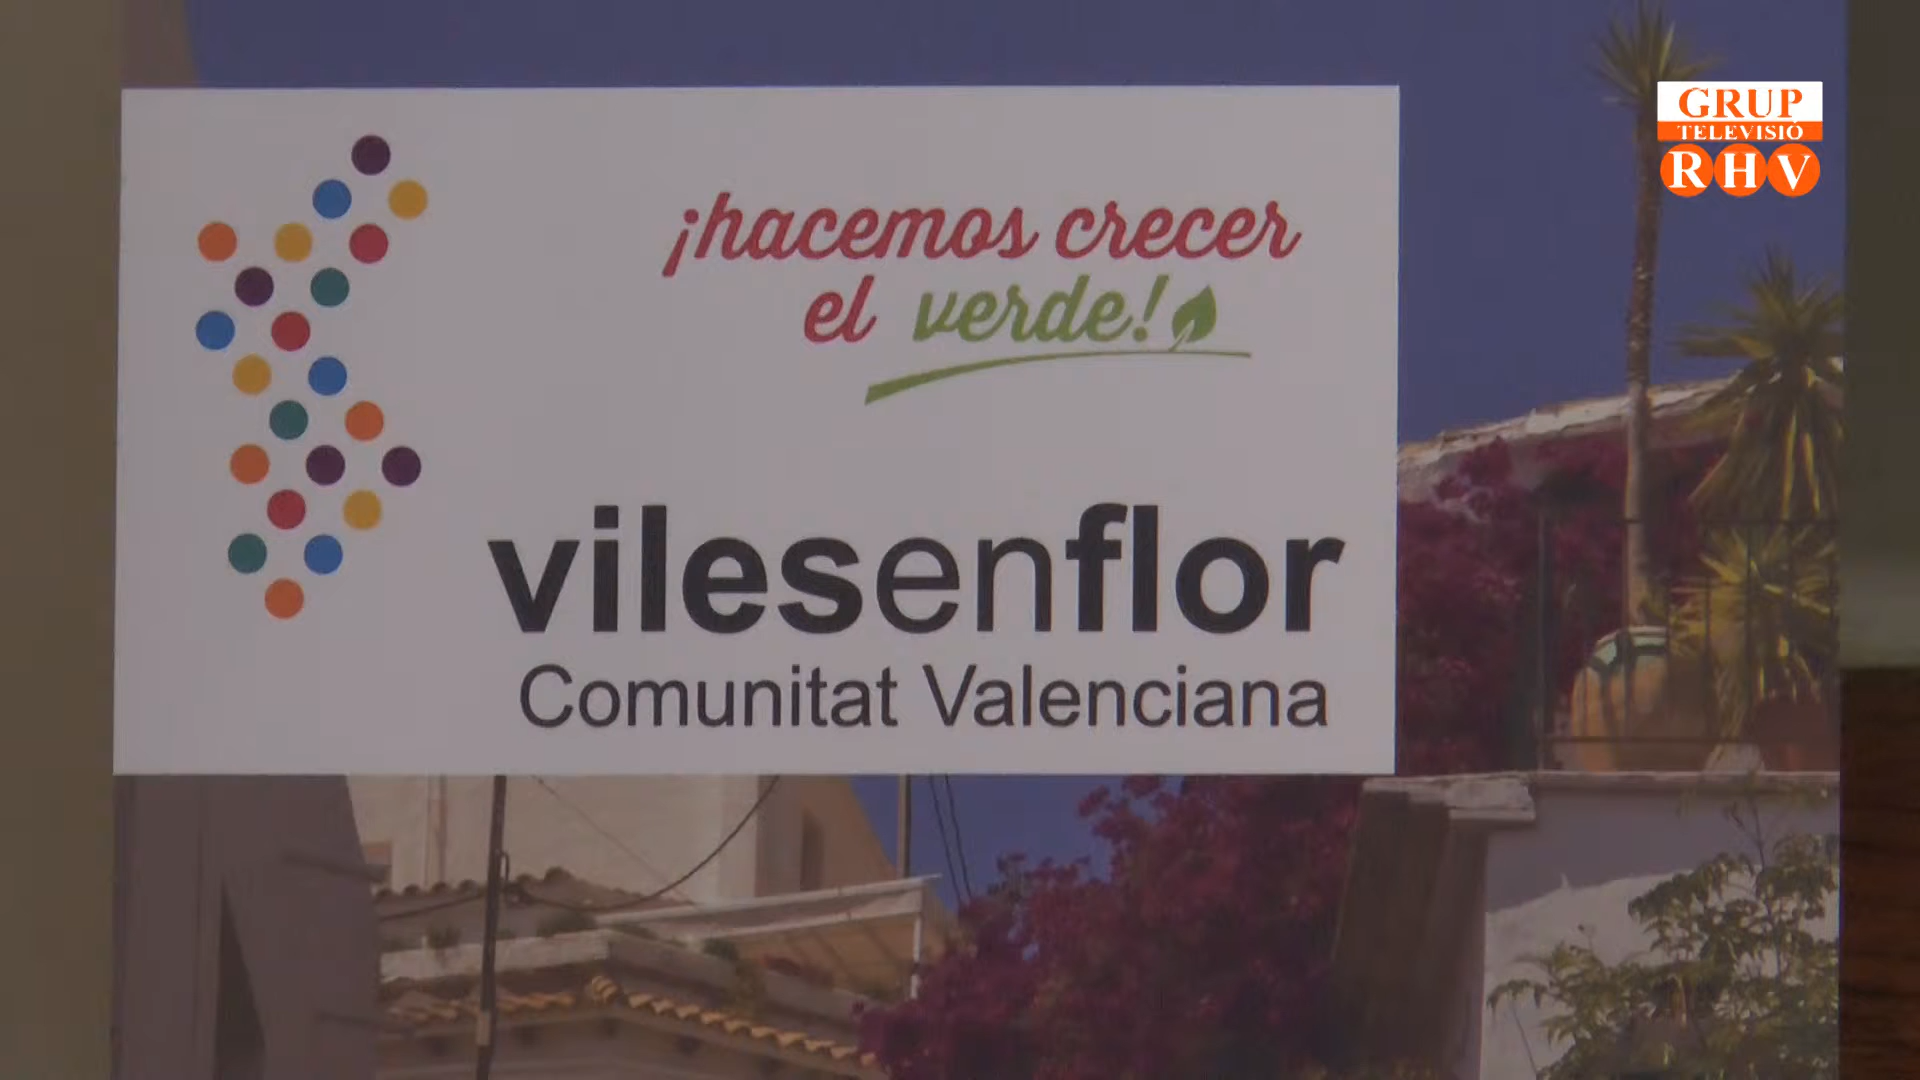 GRUP
TELEVISIÓ
RHV
¡hacemos crecer
el verde!
vilesenflor
Comunitat Valenciana